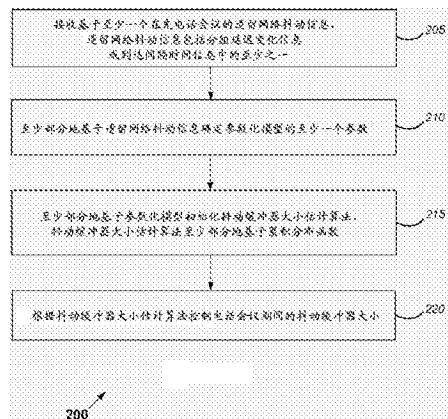 接收基于至少一个在先电话会议的遗留网络抖动信息，
遗留网络抖动信息包括分组延迟变化信息
或到达间隔时间信息中的至少之一
205
至少部分地基于遗留网络抖动信息确定参数化模型的至少一个参数
210
至少部分地基于参数化模型初始化抖动缓冲器大小估计算法，
抖动缓冲器大小估计算法至少部分地基于累积分布函数
215
根据抖动缓冲器大小估计算法控制电话会议期间的抖动缓冲器大小
220
200